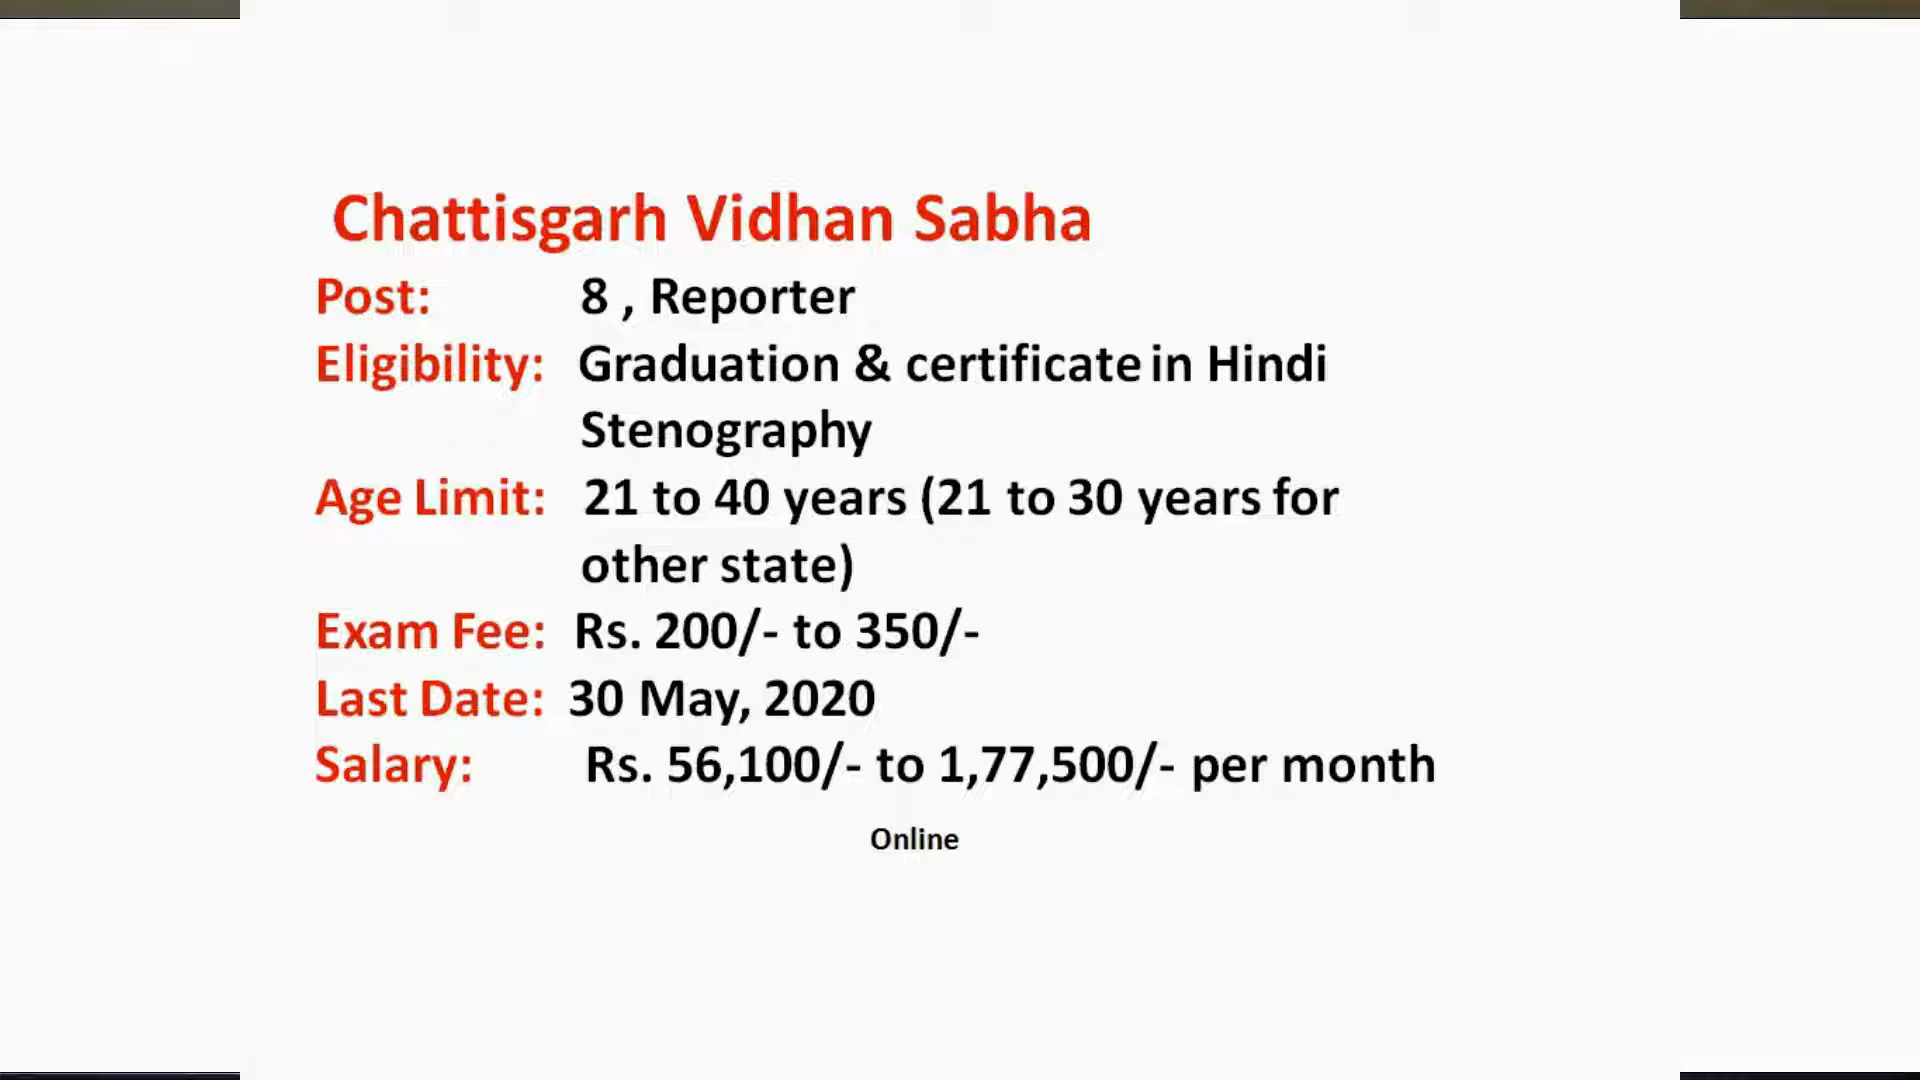 Chattisgarh Vidhan Sabha
Post: 8 , Reporter
Eligibility: Graduation & certificate in Hindi
Stenography
Age Limit: 21 to 40 years (21 to 30 years for
other state)
Exam Fee: Rs. 200/- to 350/-
Last Date: 30 May, 2020
Salary: Rs. 56,100/- to 1,77,500/- per month
Online